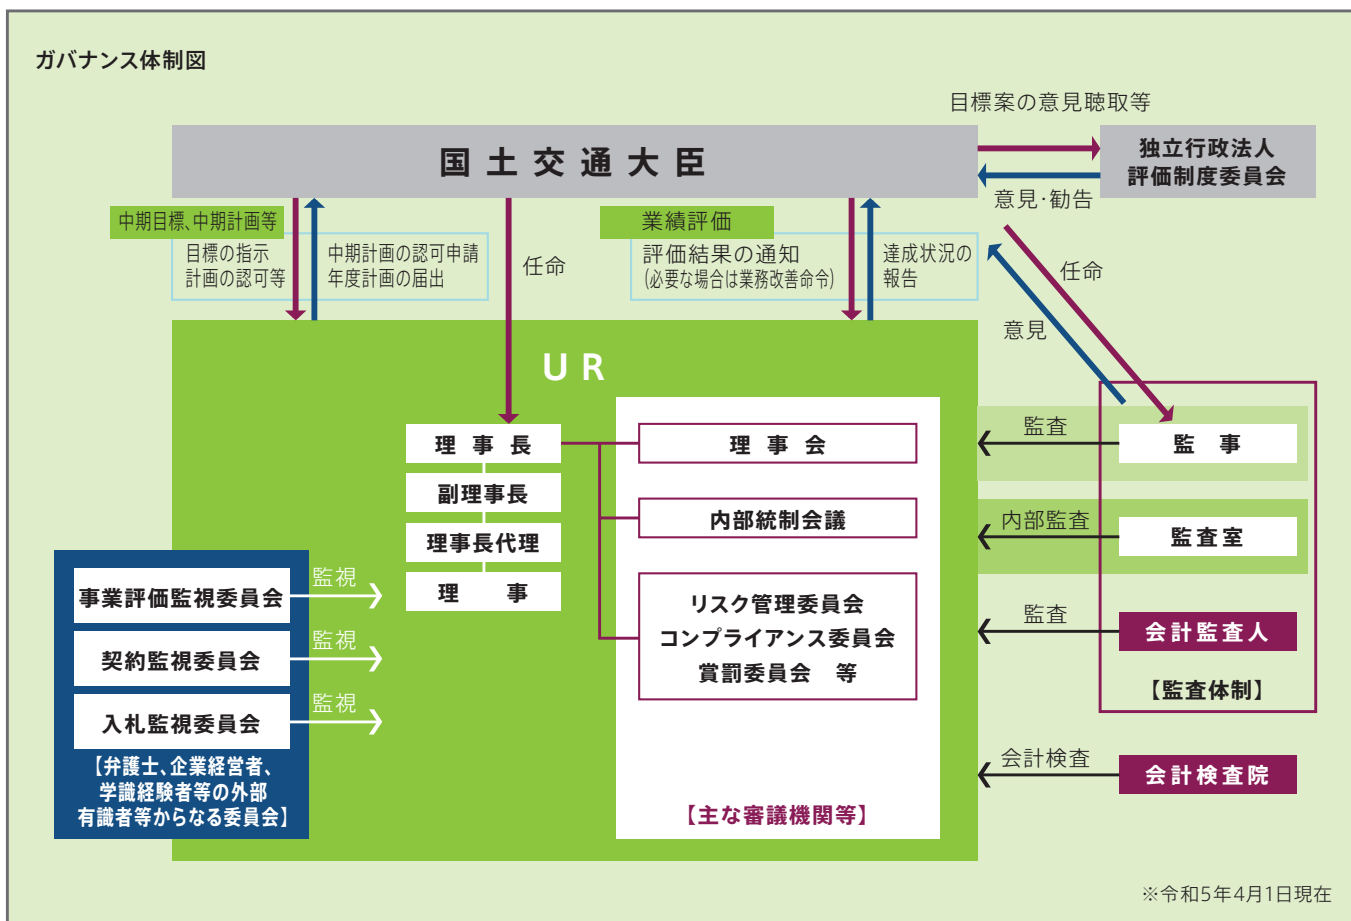 ガバナンス体制図
目標案の意見聴取等
国土交通大臣
独立行政法人
評価制度委員会
意見・勧告
中期目標、中期計画等
目標の指示
計画の認可等
中期計画の認可申請
年度計画の届出
任命
業績評価
評価結果の通知
(必要な場合は業務改善命令)
達成状況の
報告
任命
意見
UR
理事長
副理事長
理事長代理
理　事
理事会
内部統制会議
リスク管理委員会
コンプライアンス委員会
賞罰委員会　等
【主な審議機関等】
監査
監事
内部監査
監査室
監査
会計監査人
【監査体制】
会計検査
会計検査院
事業評価監視委員会
監視
契約監視委員会
監視
入札監視委員会
監視
【弁護士、企業経営者、
学識経験者等の外部
有識者等からなる委員会】
※令和5年4月1日現在